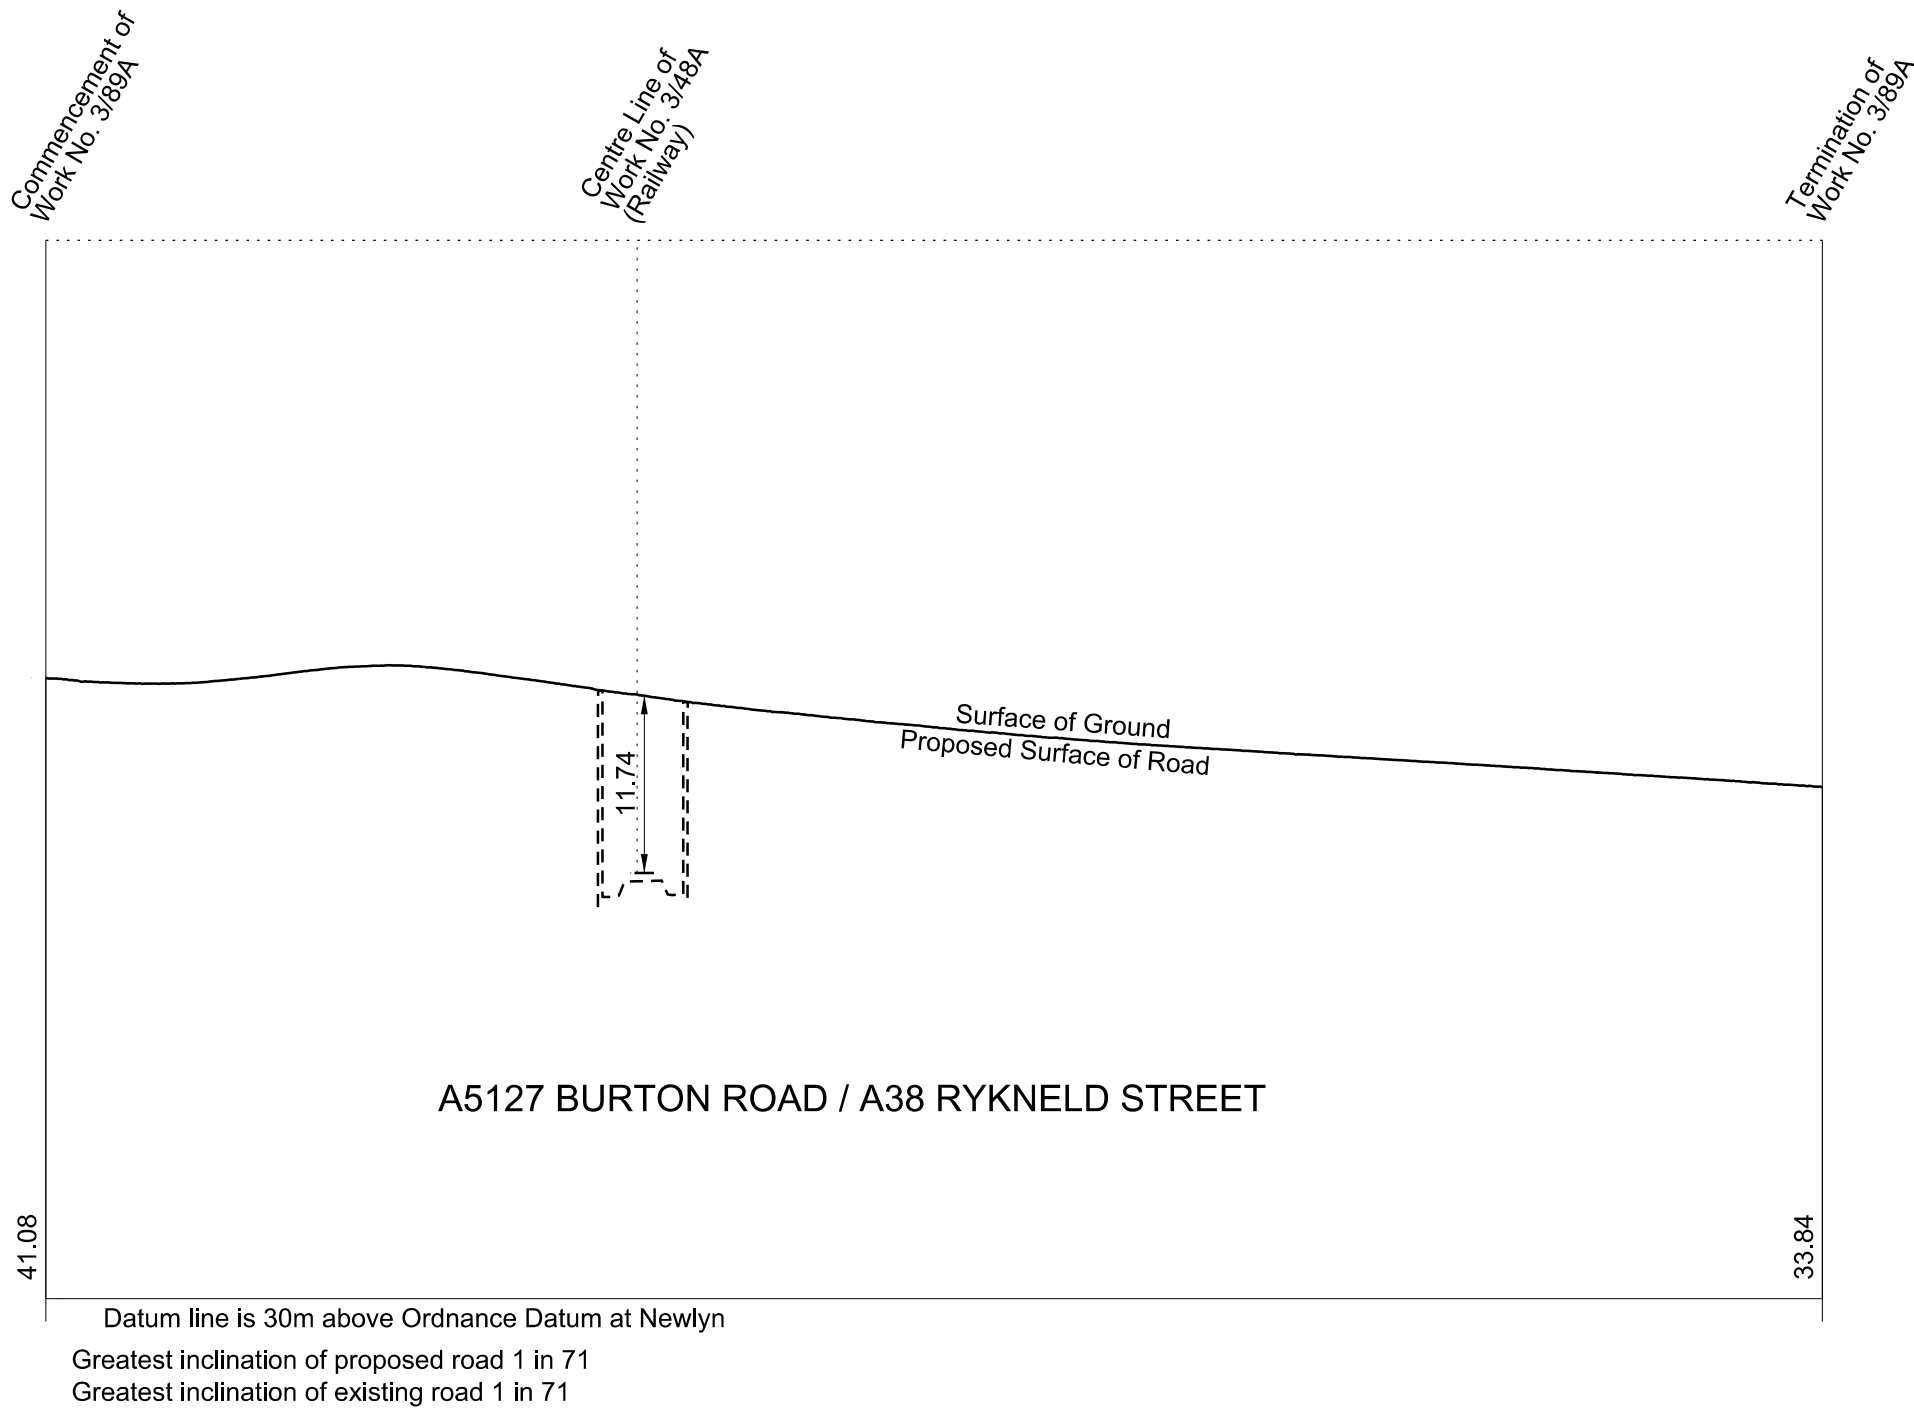 Commencement of
Work No. 3/89A
Centre Line of
Work No. 3/48A
(Railway)
Termination of
Work No. 3/89A
Surface of Ground
Proposed Surface of Road
11.74
A5127 BURTON ROAD / A38 RYKNELD STREET
41.08
33.84
Datum line is 30m above Ordnance Datum at Newlyn
Greatest inclination of proposed road 1 in 71
Greatest inclination of existing road 1 in 71